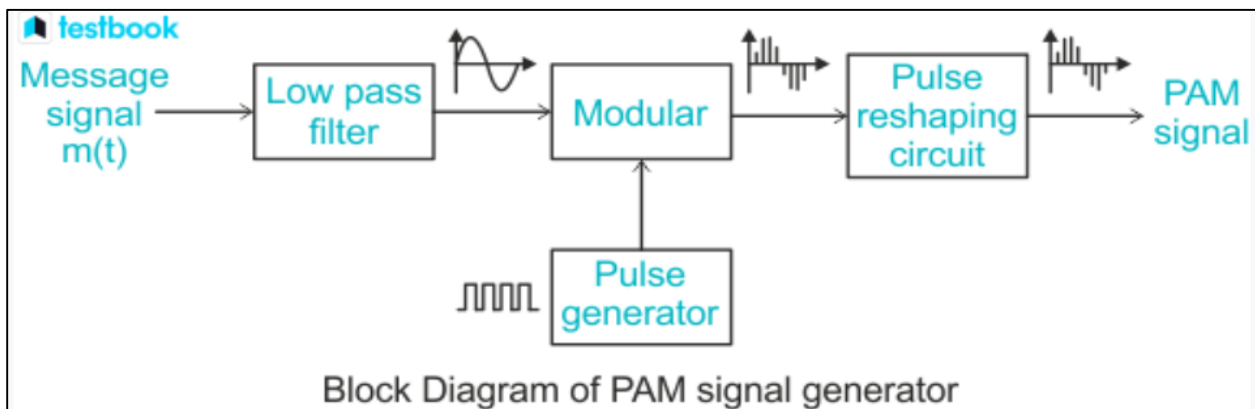 testbook
Message
signal
m(t)
Low pass
filter
Modular
Pulse
reshaping
circuit
PAM
signal
Pulse
generator
Block Diagram of PAM signal generator